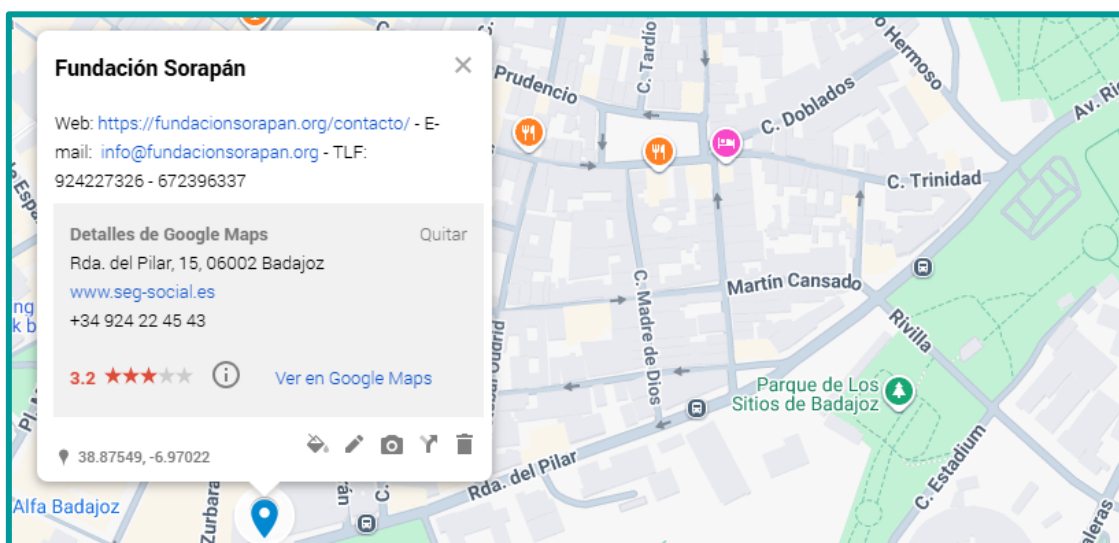 Fundación Sorapán
Web: https://fundacionsorapan.org/contacto/ - E-
mail: info@fundacionsorapan.org - TLF:
924227326 - 672396337
Detalles de Google Maps
Quitar
Rda. del Pilar, 15, 06002 Badajoz
www.seg-social.es
+34 924 22 45 43
3.2
Ver en Google Maps
38.87549, -6.97022
Prudencio
C. Tardío
C. Doblados
o Hermoso
Av. Ri
C. Trinidad
Martín Cansado
C. Madre de Dios
Rivilla
Parque de Los
Sitios de Badajoz
Rda. del Pilar
C. Estadium
Alfa Badajoz
Zurbara
rán
C.
aleras